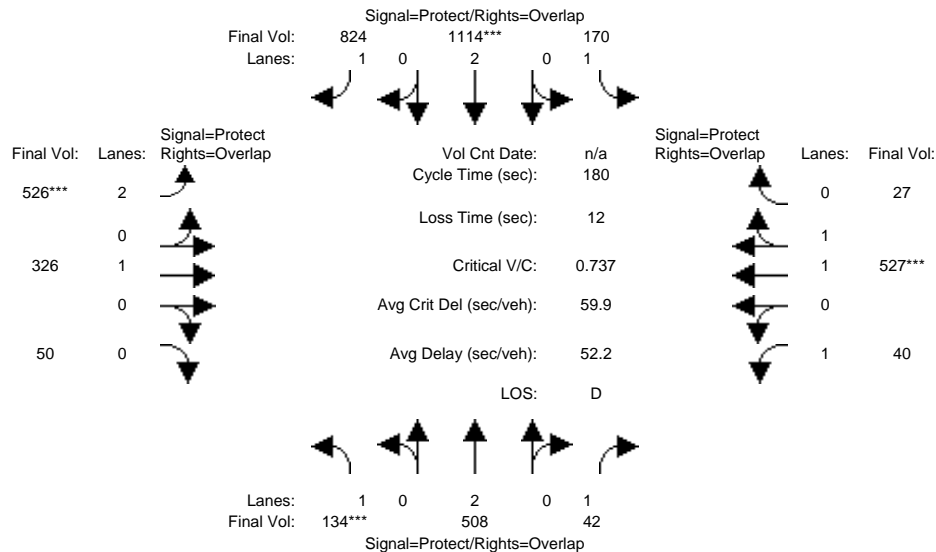 Signal=Protect/Rights=Overlap
Final Vol: 824 1114*** 170
Lanes: 1 0 2 0 1
Signal=Protect
Final Vol: Lanes: Rights=Overlap
Vol Cnt Date: n/a
Signal=Protect
Rights=Overlap Lanes: Final Vol:
Cycle Time (sec): 180
526*** 2
0 27
Loss Time (sec): 12
0
1
326 1
Critical V/C: 0.737
1 527***
0
Avg Crit Del (sec/veh): 59.9
0
50 0
Avg Delay (sec/veh): 52.2
1 40
LOS: D
Lanes: 1 0 2 0 1
Final Vol: 134*** 508 42
Signal=Protect/Rights=Overlap